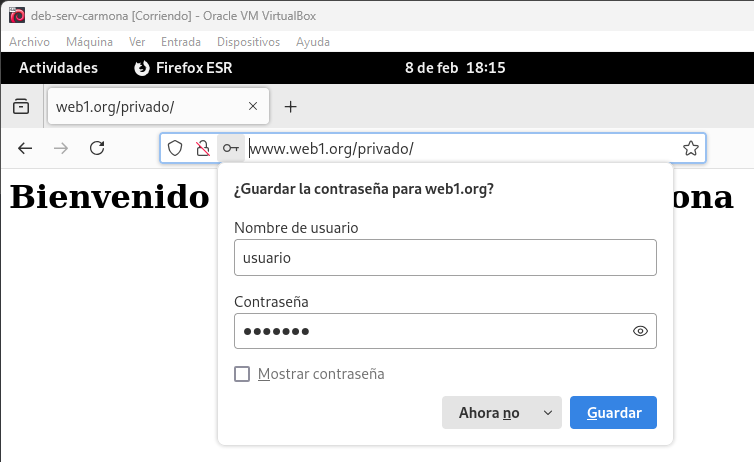 deb-serv-carmona [Corriendo] - Oracle VM VirtualBox
Archivo Máquina Ver Entrada Dispositivos Ayuda
Actividades Firefox ESR 8 de feb 18:15
web1.org/privado/
www.web1.org/privado/
Bienvenido
¿Guardar la contraseña para web1.org?
Nombre de usuario
usuario
Contraseña
•••••••
Mostrar contraseña
Ahora no Guardar